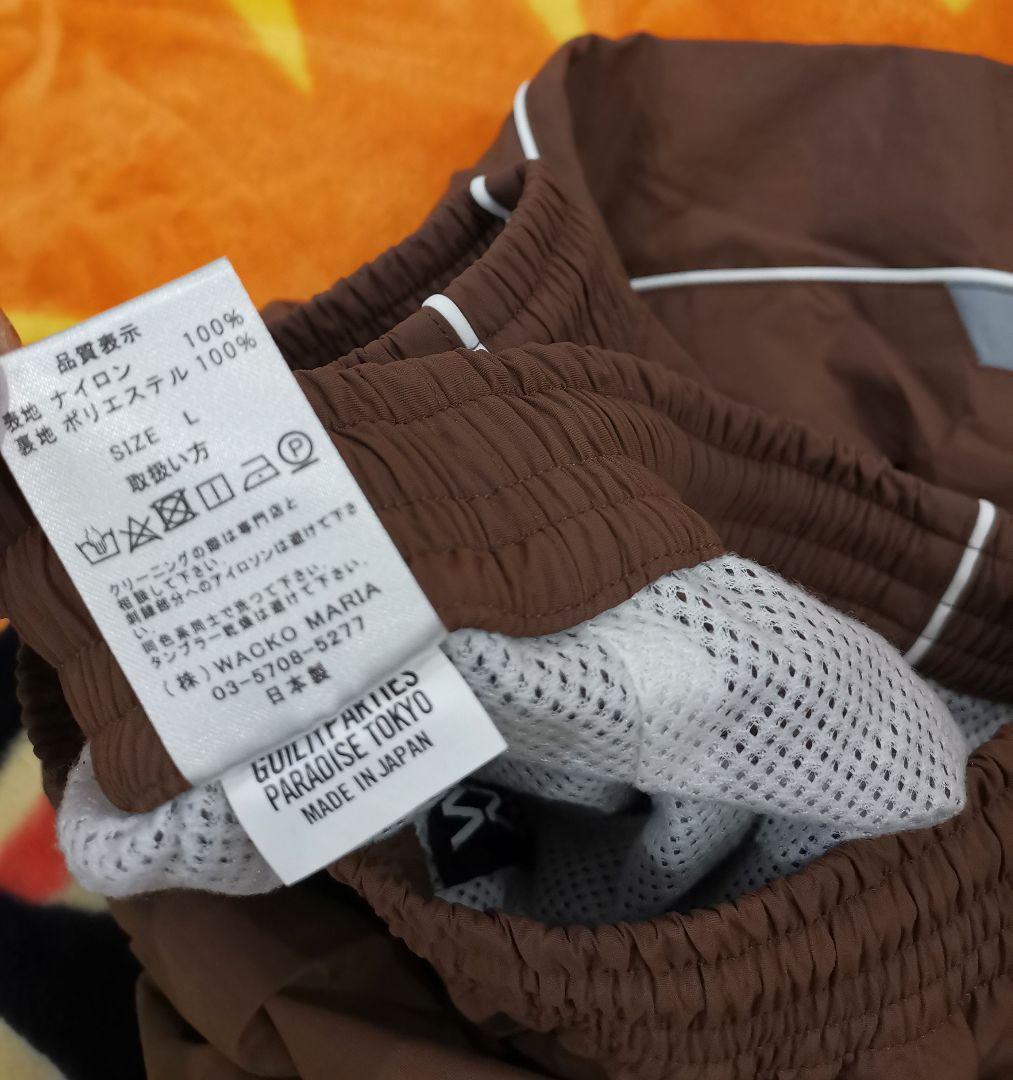 品質表示
表地 ナイロン 100%
裏地 ポリエステル 100%
SIZE L
取扱い方
クリーニングの際は専門店と
相談して下さい
刺繍部分へのアイロンは避けて下さ
い.
同色系同士で洗って下さい.
タンブラー乾燥は避けて下さい.
(株) WACKO MARIA
03-5708-5277
日本製
GUILTY PARTIES
PARADISE TOKYO
MADE IN JAPAN